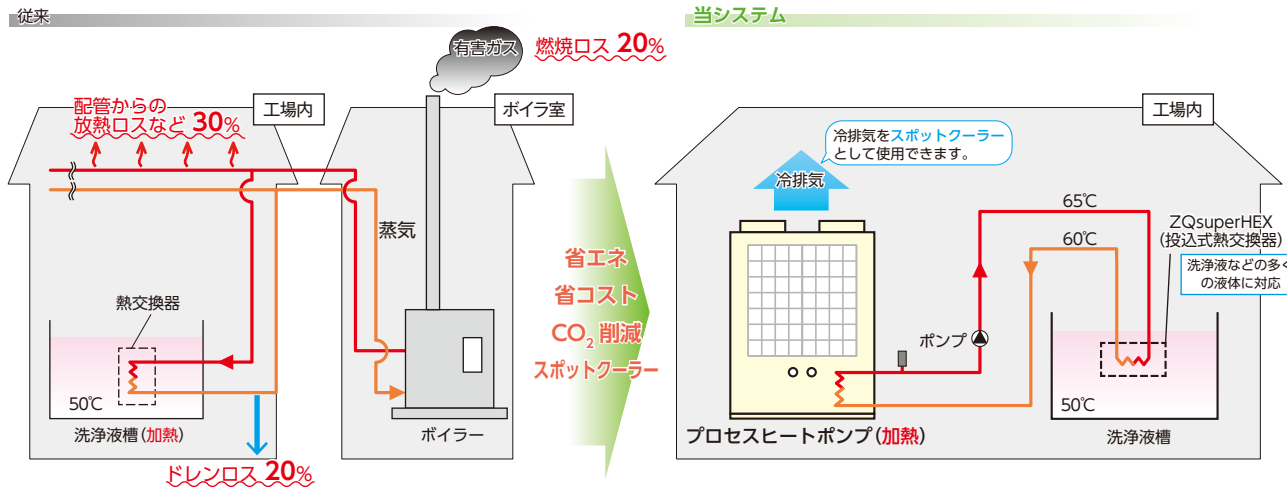 従来
有害ガス
燃焼ロス 20%
配管からの
放熱ロスなど 30%
工場内
ボイラ室
蒸気
熱交換器
50℃
洗浄液槽(加熱)
ドレンロス 20%
ボイラー
省エネ
省コスト
CO2 削減
スポットクーラー
当システム
工場内
冷排気をスポットクーラー
として使用できます。
冷排気
65℃
60℃
ZQsuperHEX
(投込式熱交換器)
洗浄液などの多く
の液体に対応
ポンプ
50℃
プロセスヒートポンプ(加熱)
洗浄液槽